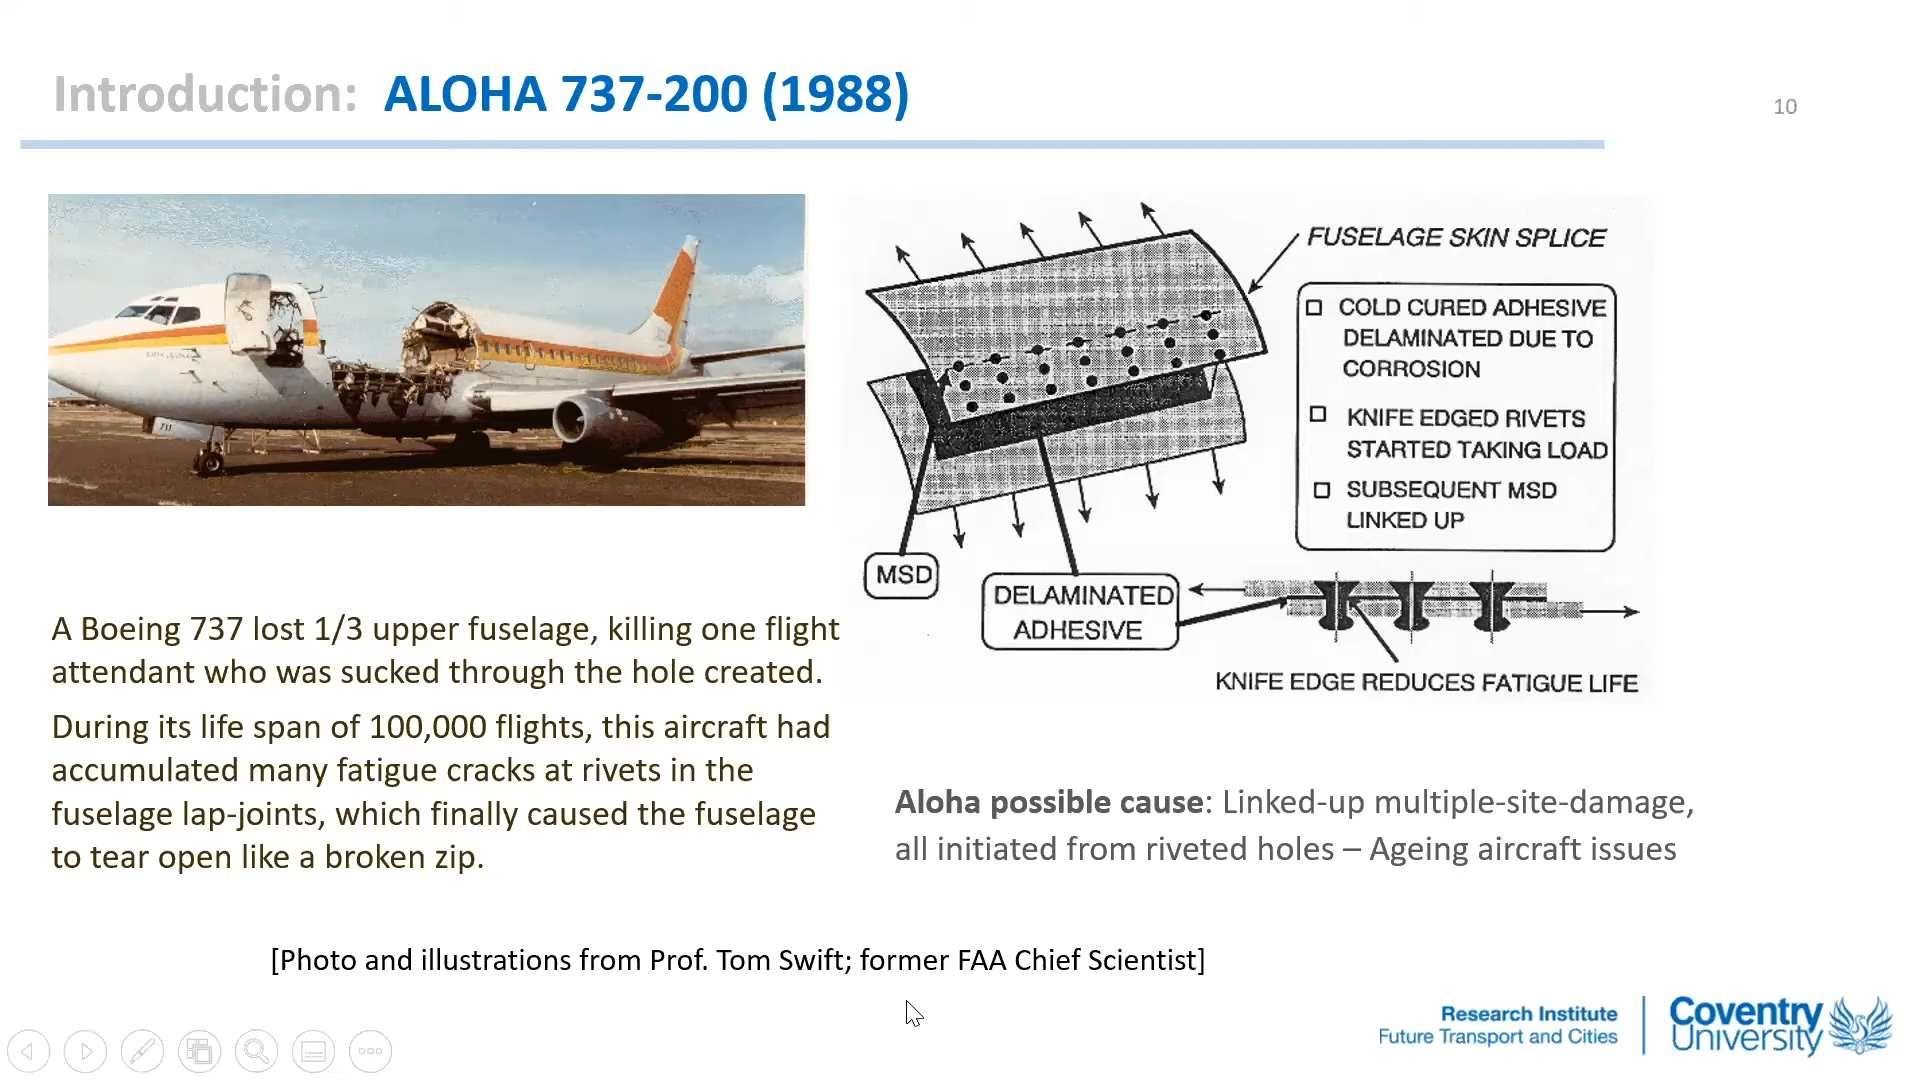 Introduction: ALOHA 737-200 (1988)
10
FUSELAGE SKIN SPLICE
COLD CURED ADHESIVE
DELAMINATED DUE TO
CORROSION
KNIFE EDGED RIVETS
STARTED TAKING LOAD
SUBSEQUENT MSD
LINKED UP
MSD
DELAMINATED
ADHESIVE
KNIFE EDGE REDUCES FATIGUE LIFE
A Boeing 737 lost 1/3 upper fuselage, killing one flight
attendant who was sucked through the hole created.
During its life span of 100,000 flights, this aircraft had
accumulated many fatigue cracks at rivets in the
fuselage lap-joints, which finally caused the fuselage
to tear open like a broken zip.
Aloha possible cause: Linked-up multiple-site-damage,
all initiated from riveted holes – Ageing aircraft issues
[Photo and illustrations from Prof. Tom Swift; former FAA Chief Scientist]
Research Institute
Future Transport and Cities
Coventry
University